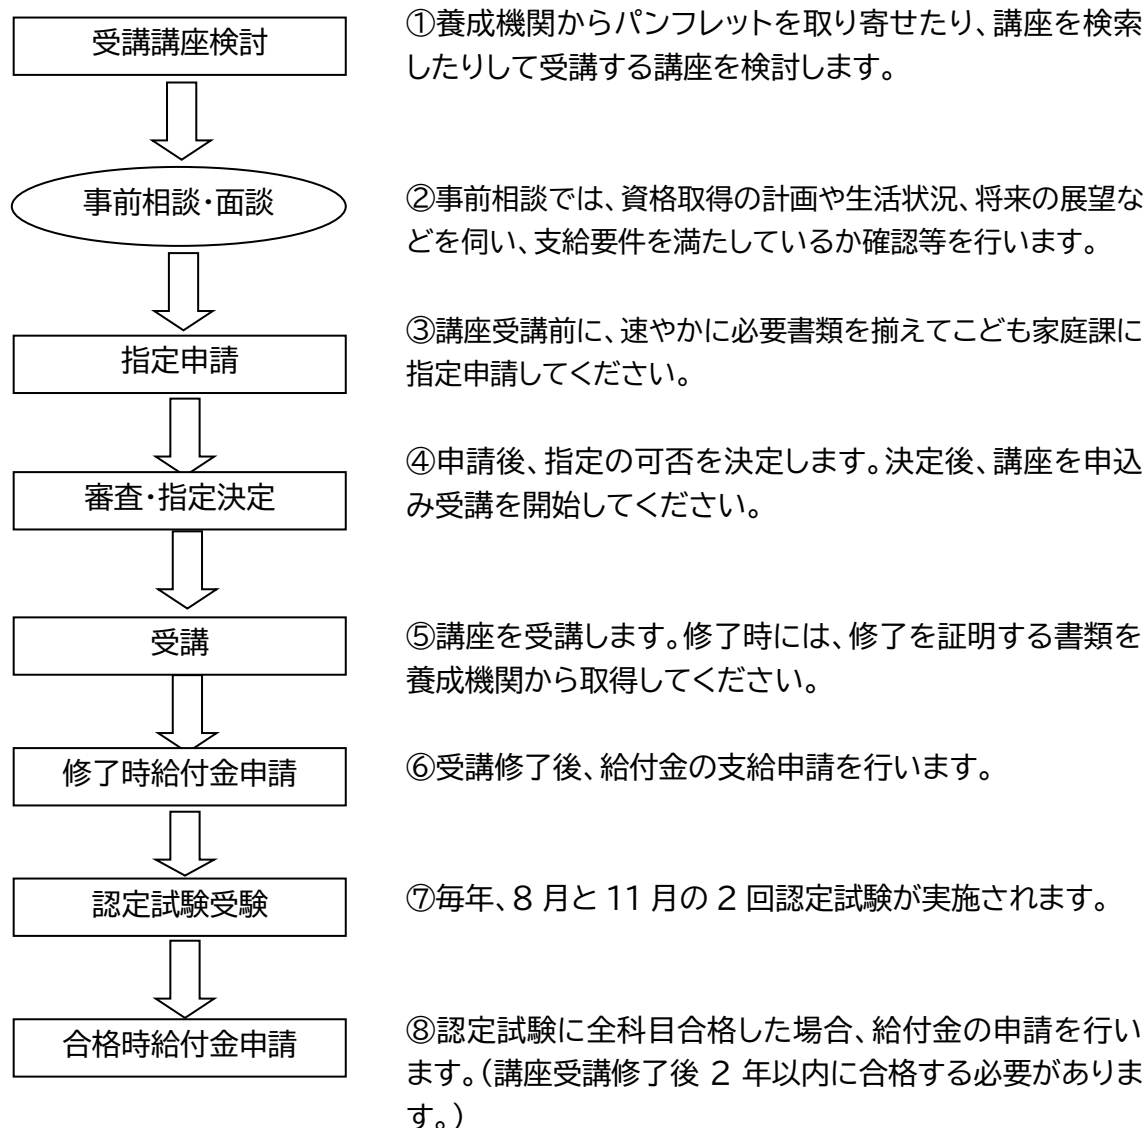 受講講座検討
①養成機関からパンフレットを取り寄せたり、講座を検索
したりして受講する講座を検討します。
事前相談・面談
②事前相談では、資格取得の計画や生活状況、将来の展望な
どを伺い、支給要件を満たしているか確認等を行います。
指定申請
③講座受講前に、速やかに必要書類を揃えてこども家庭課に
指定申請してください。
審査・指定決定
④申請後、指定の可否を決定します。決定後、講座を申込
み受講を開始してください。
受講
⑤講座を受講します。修了時には、修了を証明する書類を
養成機関から取得してください。
修了時給付金申請
⑥受講修了後、給付金の支給申請を行います。
認定試験受験
⑦毎年、8 月と 11 月の 2 回認定試験が実施されます。
合格時給付金申請
⑧認定試験に全科目合格した場合、給付金の申請を行い
ます。(講座受講修了後 2 年以内に合格する必要がありま
す。)